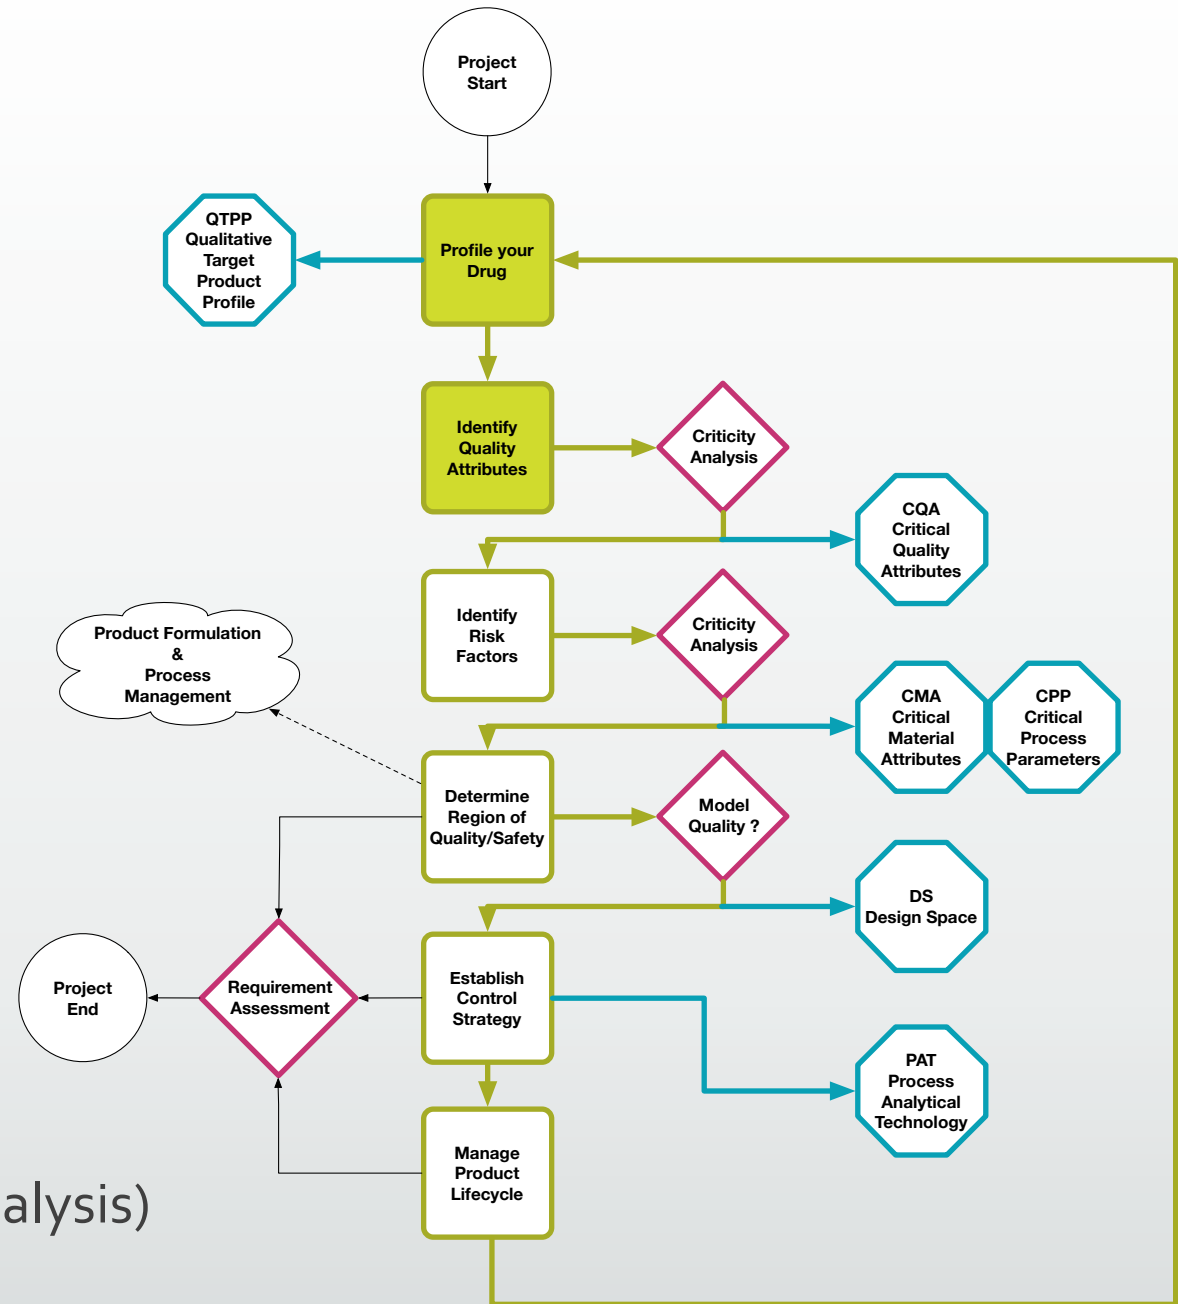 Project
Start
QTPP
Qualitative
Target
Product
Profile
Profile your
Drug
Identify
Quality
Attributes
Criticity
Analysis
CQA
Critical
Quality
Attributes
Identify
Risk
Factors
Criticity
Analysis
Product Formulation
&
Process
Management
CMA
Critical
Material
Attributes
CPP
Critical
Process
Parameters
Determine
Region of
Quality/Safety
Model
Quality ?
DS
Design Space
Project
End
Requirement
Assessment
Establish
Control
Strategy
PAT
Process
Analytical
Technology
Manage
Product
Lifecycle
alysis)